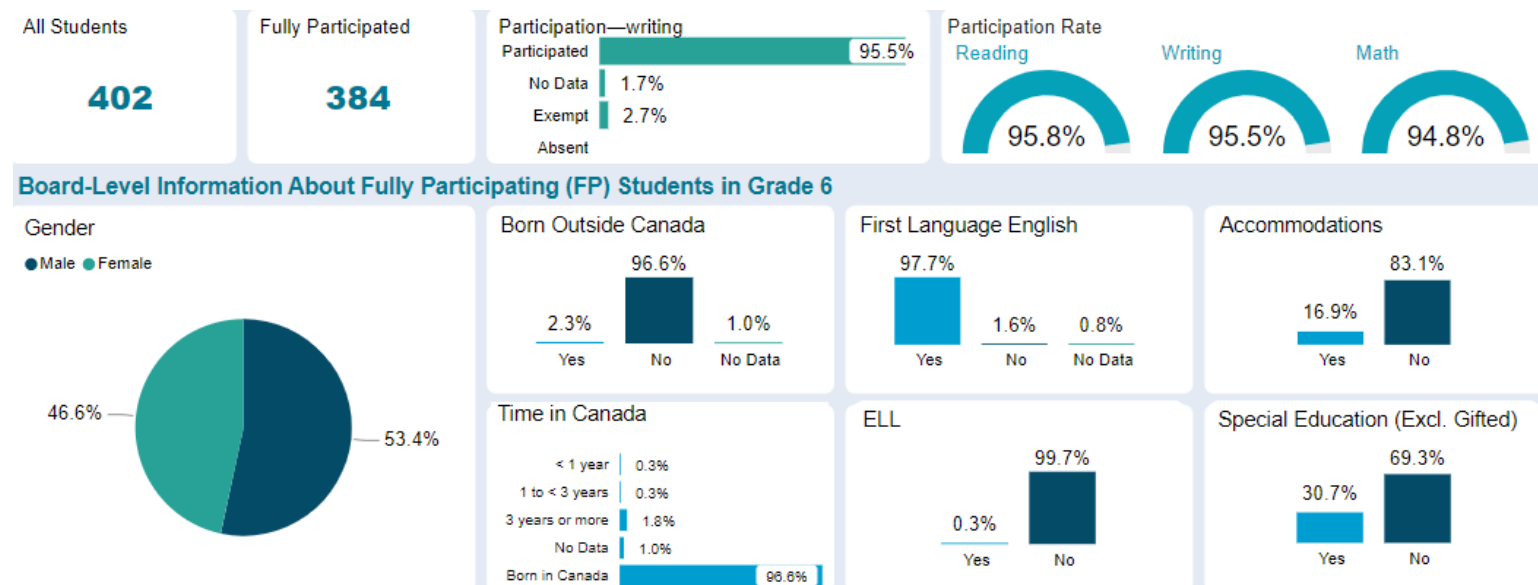 All Students
402
Fully Participated
384
Participation—writing
Participated 95.5%
No Data 1.7%
Exempt 2.7%
Absent
Participation Rate
Reading
95.8%
Writing
95.5%
Math
94.8%
Board-Level Information About Fully Participating (FP) Students in Grade 6
Gender
Male Female
46.6%
53.4%
Born Outside Canada
2.3% 96.6% 1.0%
Yes No No Data
First Language English
97.7% 1.6% 0.8%
Yes No No Data
Accommodations
16.9% 83.1%
Yes No
Time in Canada
< 1 year 0.3%
1 to < 3 years 0.3%
3 years or more 1.8%
No Data 1.0%
Born in Canada 96.6%
ELL
0.3% 99.7%
Yes No
Special Education (Excl. Gifted)
30.7% 69.3%
Yes No